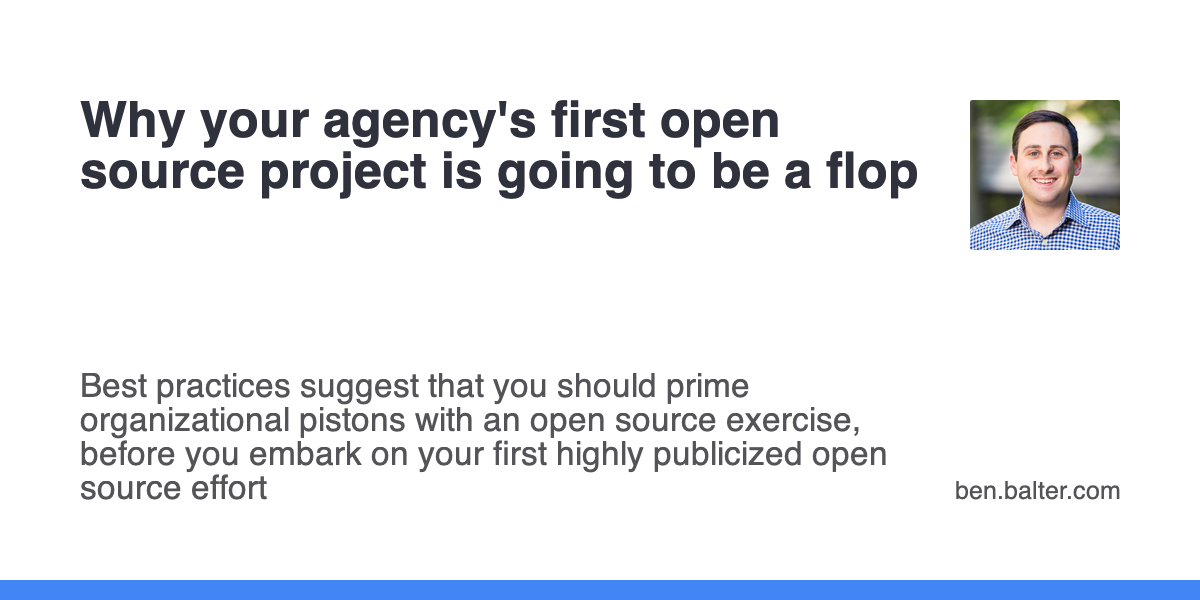 Why your agency's first open
source project is going to be a flop
Best practices suggest that you should prime
organizational pistons with an open source exercise,
before you embark on your first highly publicized open
source effort
ben.balter.com